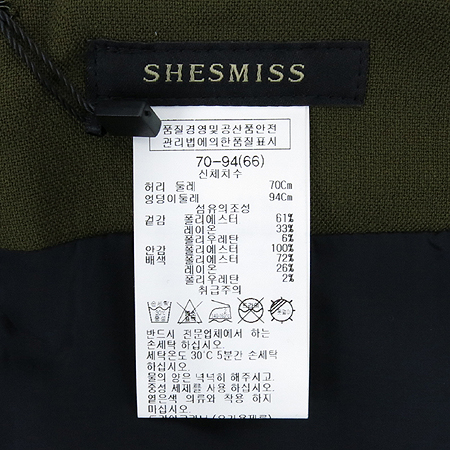 SHESMISS
품질경영및공산품안전
관리법에의한품질표시
70-94(66)
신체치수
허리 둘레 70Cm
엉덩이둘레 94Cm
섬유의조성
겉감 폴리에스터 61%
레이온 33%
폴리우레탄 6%
안감 폴리에스터 100%
배색 폴리에스터 72%
레이온 26%
폴리우레탄 2%
취급주의
반드시 전문업체에서 하는
손세탁 하십시오.
세탁온도 30℃ 5분간 손세탁
하십시오.
물의 양은 넉넉히 해주시고.
중성 세제를 사용 하십시오
옅은색 의류와 착용 하지
마십시오.